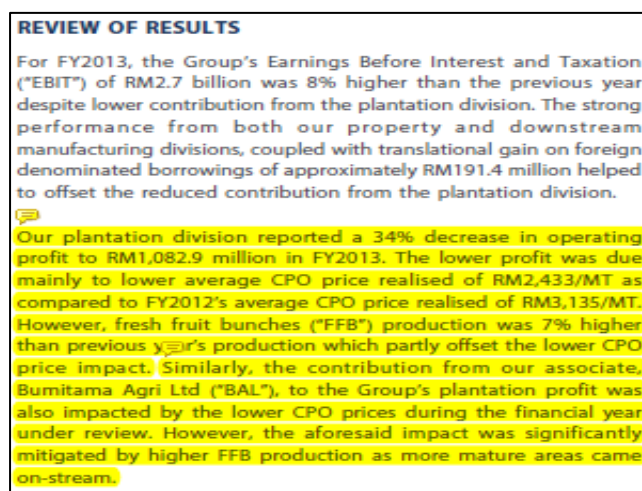 REVIEW OF RESULTS
For FY2013, the Group's Earnings Before Interest and Taxation
("EBIT") of RM2.7 billion was 8% higher than the previous year
despite lower contribution from the plantation division. The strong
performance from both our property and downstream
manufacturing divisions, coupled with translational gain on foreign
denominated borrowings of approximately RM191.4 million helped
to offset the reduced contribution from the plantation division.
Our plantation division reported a 34% decrease in operating
profit to RM1,082.9 million in FY2013. The lower profit was due
mainly to lower average CPO price realised of RM2,433/MT as
compared to FY2012's average CPO price realised of RM3,135/MT.
However, fresh fruit bunches ("FFB") production was 7% higher
than previous production which partly offset the lower CPO
price impact. Similarly, the contribution from our associate,
Bumitama Agri Ltd ("BAL"), to the Group's plantation profit was
also impacted by the lower CPO prices during the financial year
under review. However, the aforesaid impact was significantly
mitigated by higher FFB production as more mature areas came
on-stream.